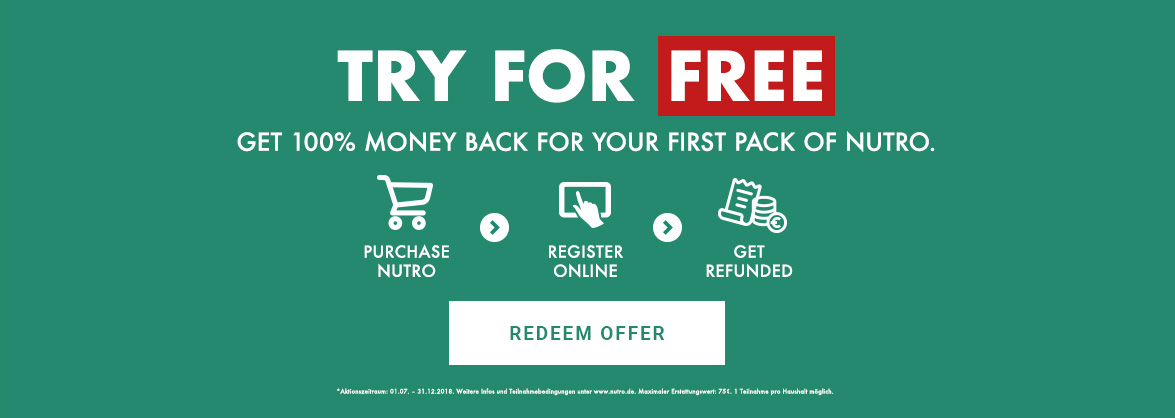 TRY FOR FREE
GET 100% MONEY BACK FOR YOUR FIRST PACK OF NUTRO.
PURCHASE
NUTRO
REGISTER
ONLINE
GET
REFUNDED
REDEEM OFFER
*Aktionszeitraum: 01.07. – 31.12.2018. Weitere Infos und Teilnahmebedingungen unter www.nutro.de. Maximaler Erstattungswert: 75€. 1 Teilnahme pro Haushalt möglich.